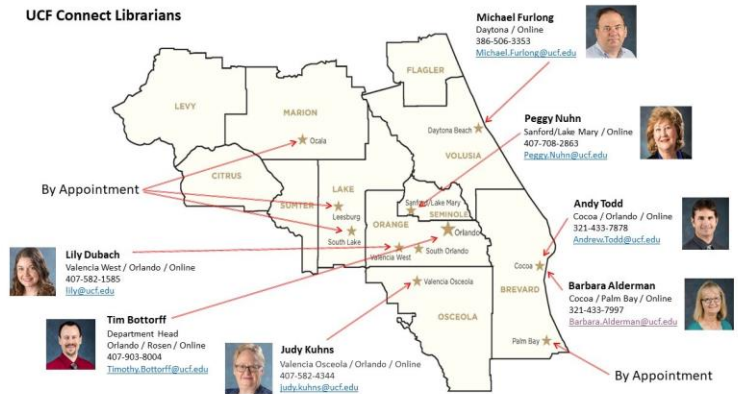 UCF Connect Librarians
Michael Furlong
Daytona / Online
386-506-3353
Michael.Furlong@ucf.edu
FLAGLER
LEVY
MARION
Ocala
Daytona Beach
VOLUSIA
Peggy Nuhn
Sanford/Lake Mary / Online
407-708-2863
Peggy.Nuhn@ucf.edu
CITRUS
By Appointment
SUMTER
LAKE
Leesburg
South Lake
Sanford/Lake Mary
SEMINOLE
ORANGE
Orlando
Valencia West
South Orlando
Andy Todd
Cocoa / Orlando / Online
321-433-7878
Andrew.Todd@ucf.edu
Lily Dubach
Valencia West / Orlando / Online
407-582-1585
lily@ucf.edu
Cocoa
BREVARD
Valencia Osceola
OSCEOLA
Palm Bay
Barbara Alderman
Cocoa / Palm Bay / Online
321-433-7997
Barbara.Alderman@ucf.edu
Tim Bottorff
Department Head
Orlando / Rosen / Online
407-903-8004
Timothy.Bottorff@ucf.edu
Judy Kuhns
Valencia Osceola / Orlando / Online
407-582-4344
judy.kuhns@ucf.edu
By Appointment